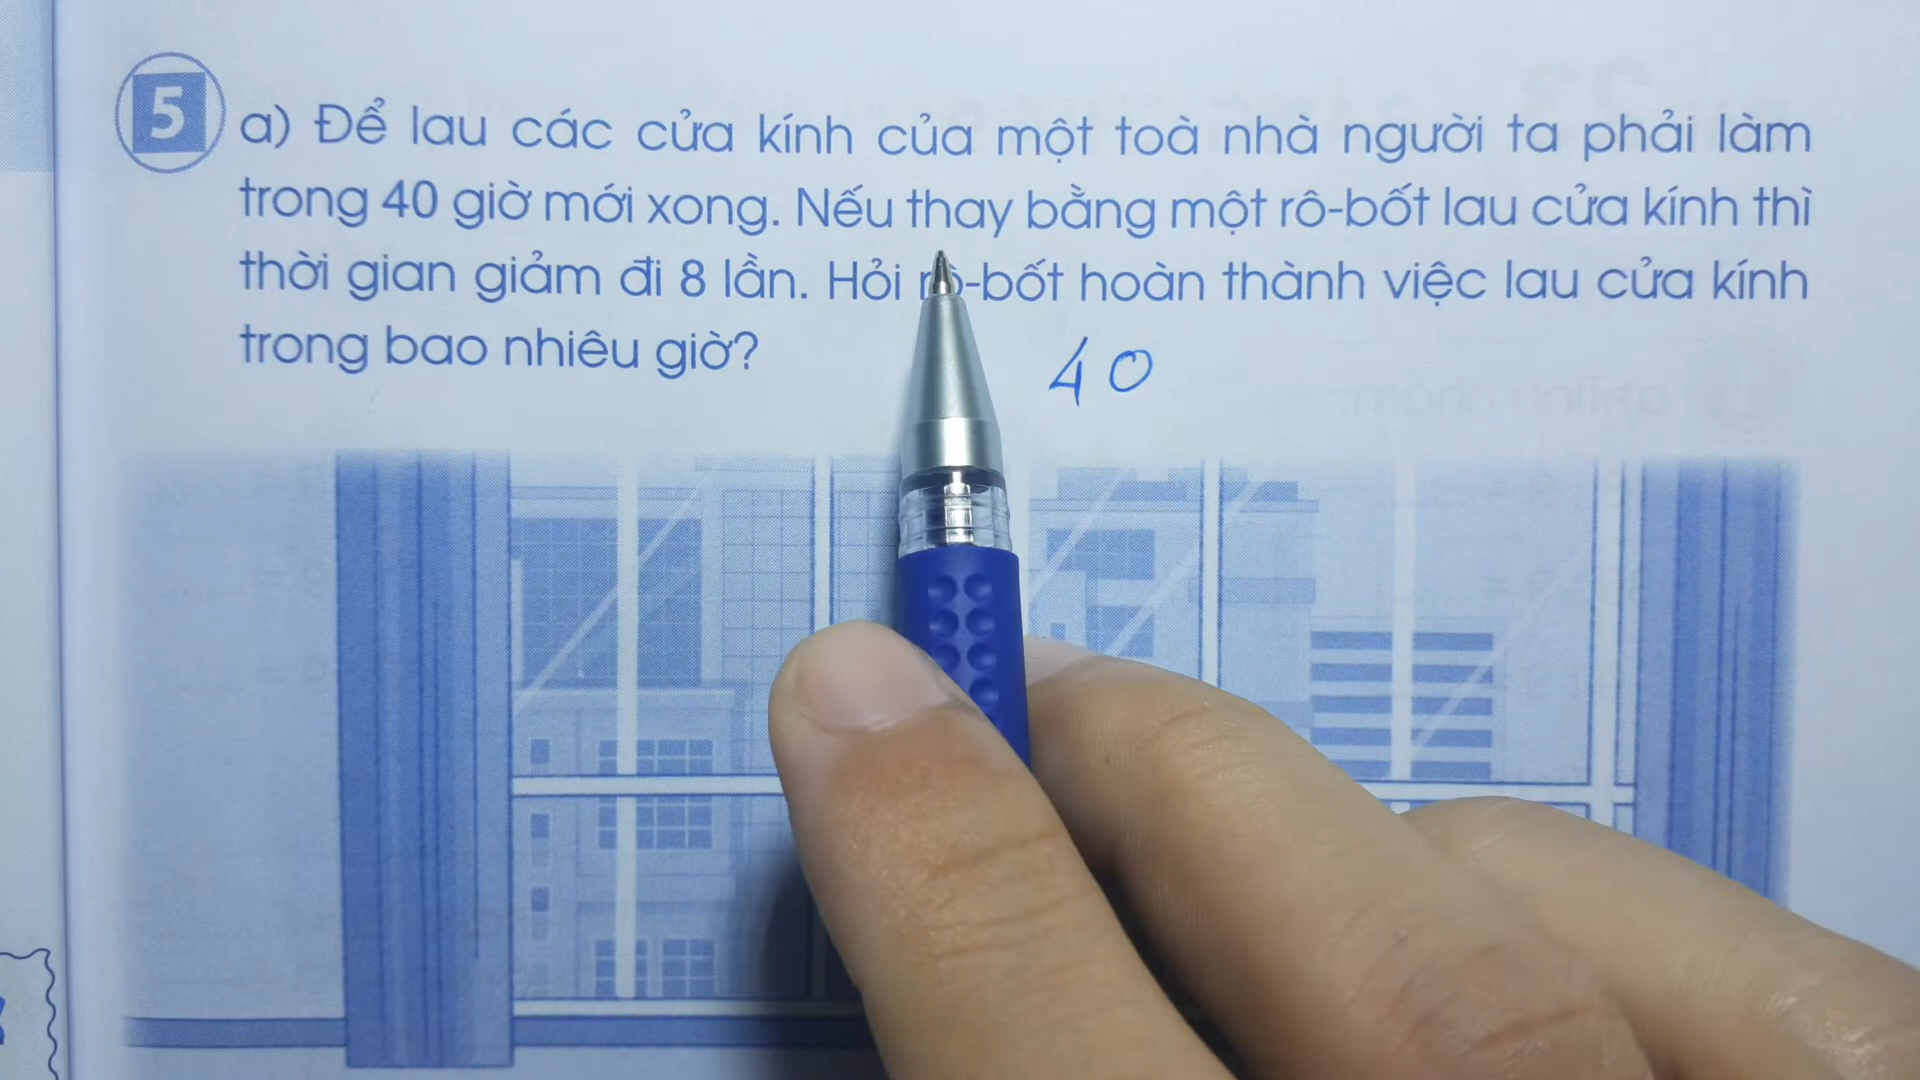 5 a) Để lau các cửa kính của một toà nhà người ta phải làm
trong 40 giờ mới xong. Nếu thay bằng một rô-bốt lau cửa kính thì
thời gian giảm đi 8 lần. Hỏi rô-bốt hoàn thành việc lau cửa kính
trong bao nhiêu giờ?
40